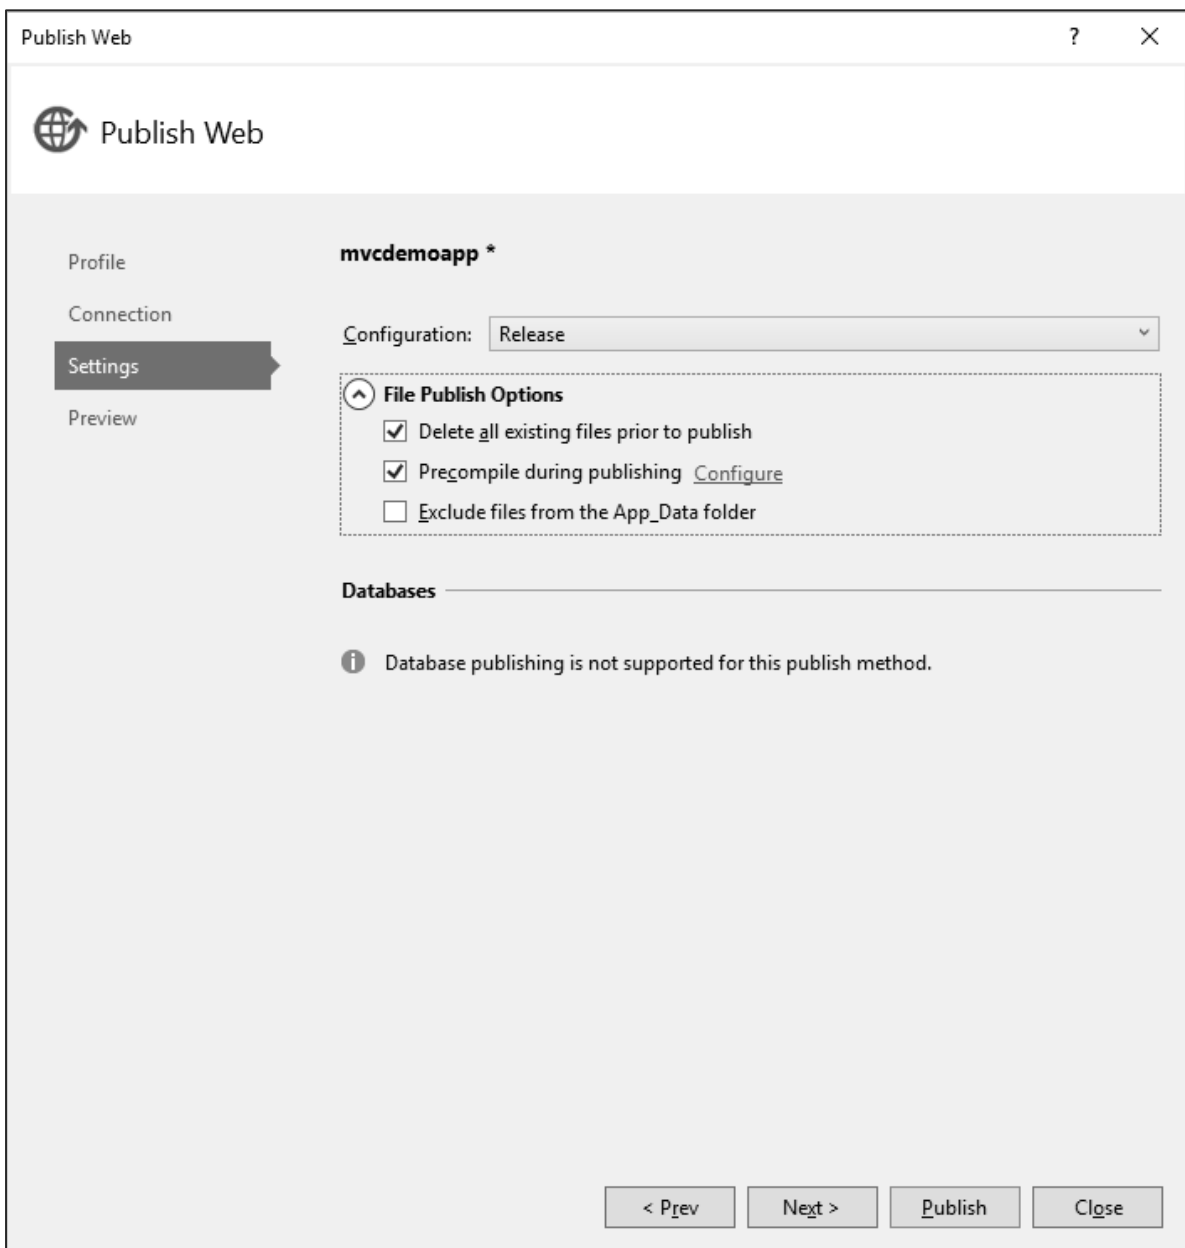 Publish Web ?
Publish Web
Profile
Connection
Settings
Preview
mvcdemoapp *
Configuration: Release
File Publish Options
Delete all existing files prior to publish
Precompile during publishing Configure
Exclude files from the App_Data folder
Databases
Database publishing is not supported for this publish method.
< Prev Next > Publish Close